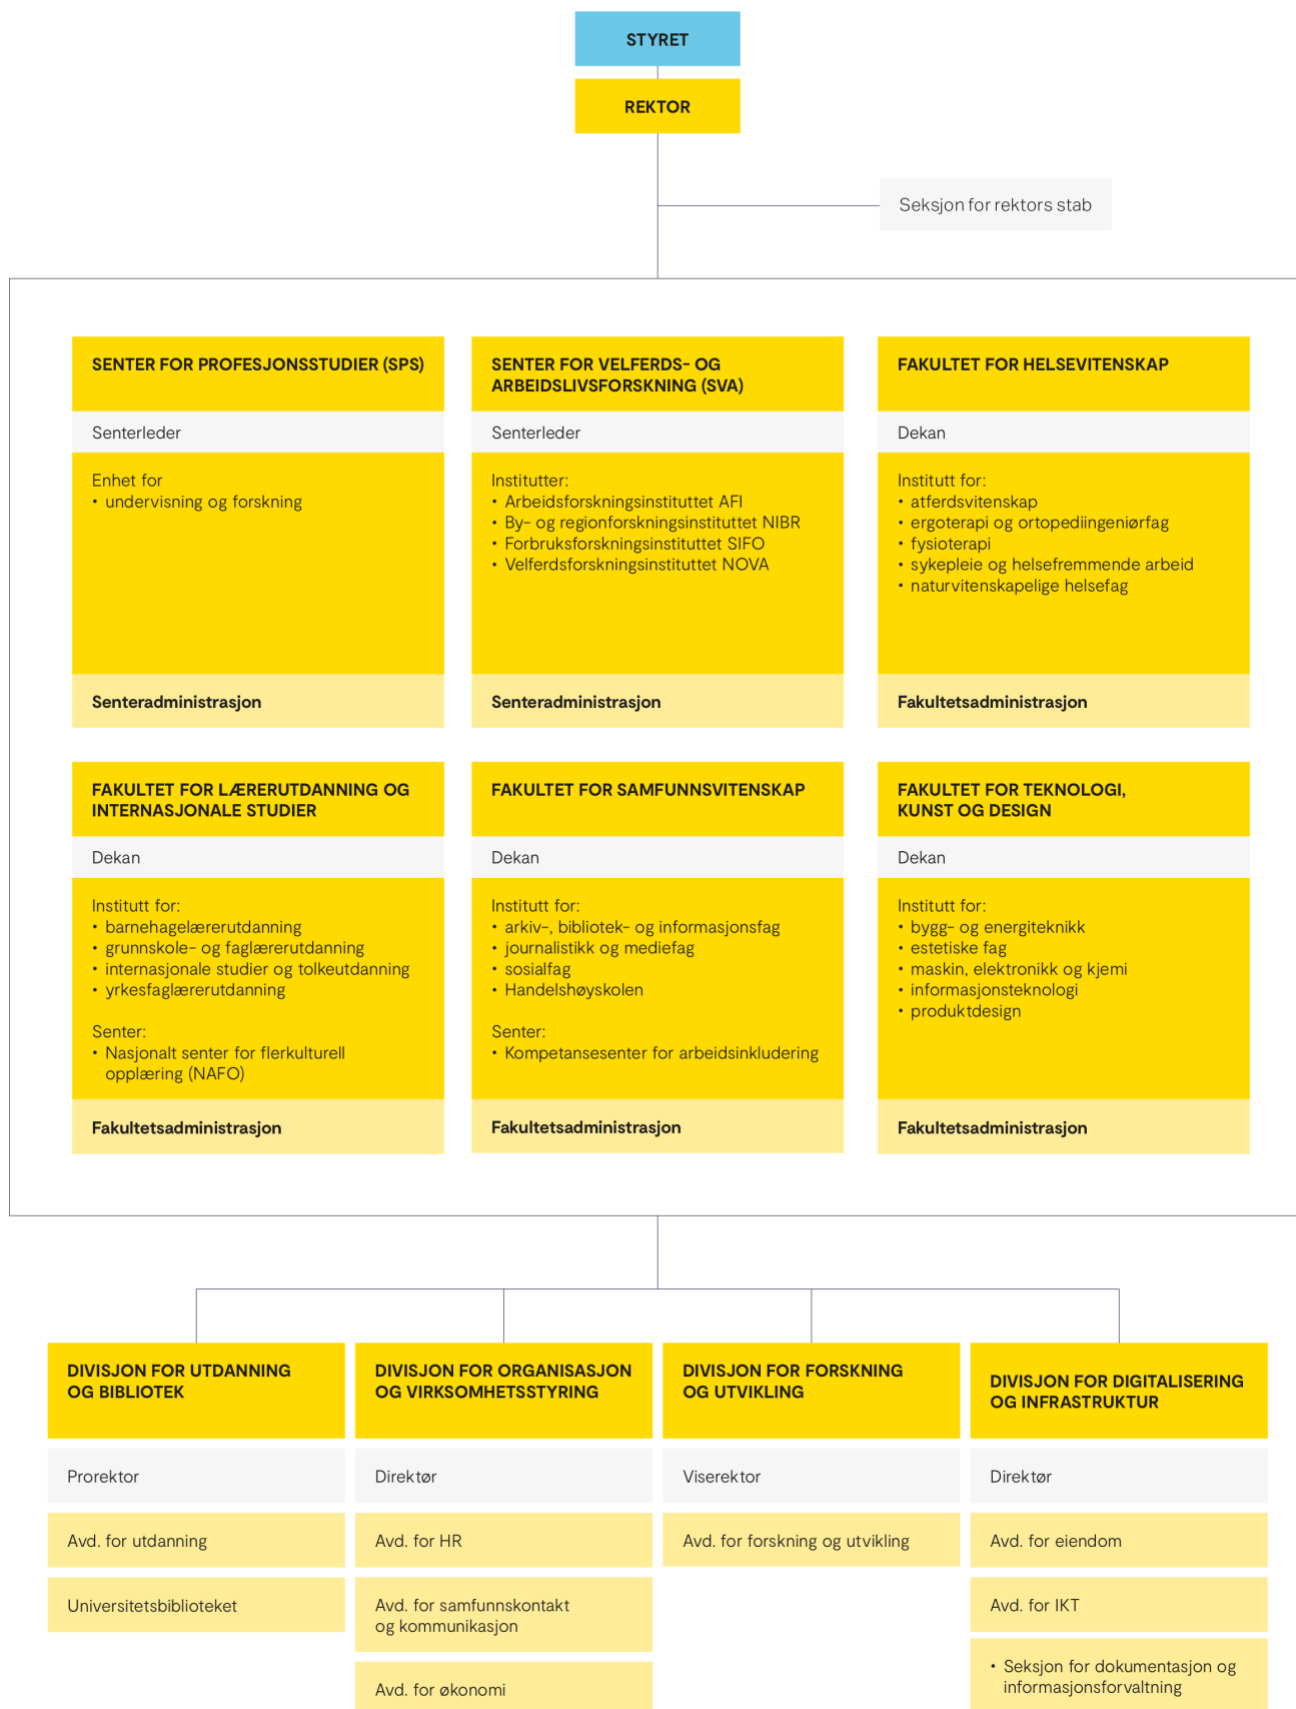 STYRET
REKTOR
Seksjon for rektors stab
SENTER FOR PROFESJONSSTUDIER (SPS)
Senterleder
Enhet for
• undervisning og forskning
Senteradministrasjon
SENTER FOR VELFERDS- OG
ARBEIDSLIVSFORSKNING (SVA)
Senterleder
Institutter:
• Arbeidsforskningsinstituttet AFI
• By- og regionforskningsinstituttet NIBR
• Forbruksforskningsinstituttet SIFO
• Velferdsforskningsinstituttet NOVA
Senteradministrasjon
FAKULTET FOR HELSEVITENSKAP
Dekan
Institutt for:
• atferdsvitenskap
• ergoterapi og ortopediingeniørfag
• fysioterapi
• sykepleie og helsefremmende arbeid
• naturvitenskapelige helsefag
Fakultetsadministrasjon
FAKULTET FOR LÆRERUTDANNING OG
INTERNASJONALE STUDIER
Dekan
Institutt for:
• barnehagelærerutdanning
• grunnskole- og faglærerutdanning
• internasjonale studier og tolkeutdanning
• yrkesfaglærerutdanning
Senter:
• Nasjonalt senter for flerkulturell
opplæring (NAFO)
Fakultetsadministrasjon
FAKULTET FOR SAMFUNNSVITENSKAP
Dekan
Institutt for:
• arkiv-, bibliotek- og informasjonsfag
• journalistikk og mediefag
• sosialfag
• Handelshøyskolen
Senter:
• Kompetansesenter for arbeidsinkludering
Fakultetsadministrasjon
FAKULTET FOR TEKNOLOGI,
KUNST OG DESIGN
Dekan
Institutt for:
• bygg- og energiteknikk
• estetiske fag
• maskin, elektronikk og kjemi
• informasjonsteknologi
• produktdesign
Fakultetsadministrasjon
DIVISJON FOR UTDANNING
OG BIBLIOTEK
Prorektor
Avd. for utdanning
Universitetsbiblioteket
DIVISJON FOR ORGANISASJON
OG VIRKSOMHETSSTYRING
Direktør
Avd. for HR
Avd. for samfunnskontakt
og kommunikasjon
Avd. for økonomi
DIVISJON FOR FORSKNING
OG UTVIKLING
Viserektor
Avd. for forskning og utvikling
DIVISJON FOR DIGITALISERING
OG INFRASTRUKTUR
Direktør
Avd. for eiendom
Avd. for IKT
• Seksjon for dokumentasjon og
informasjonsforvaltning